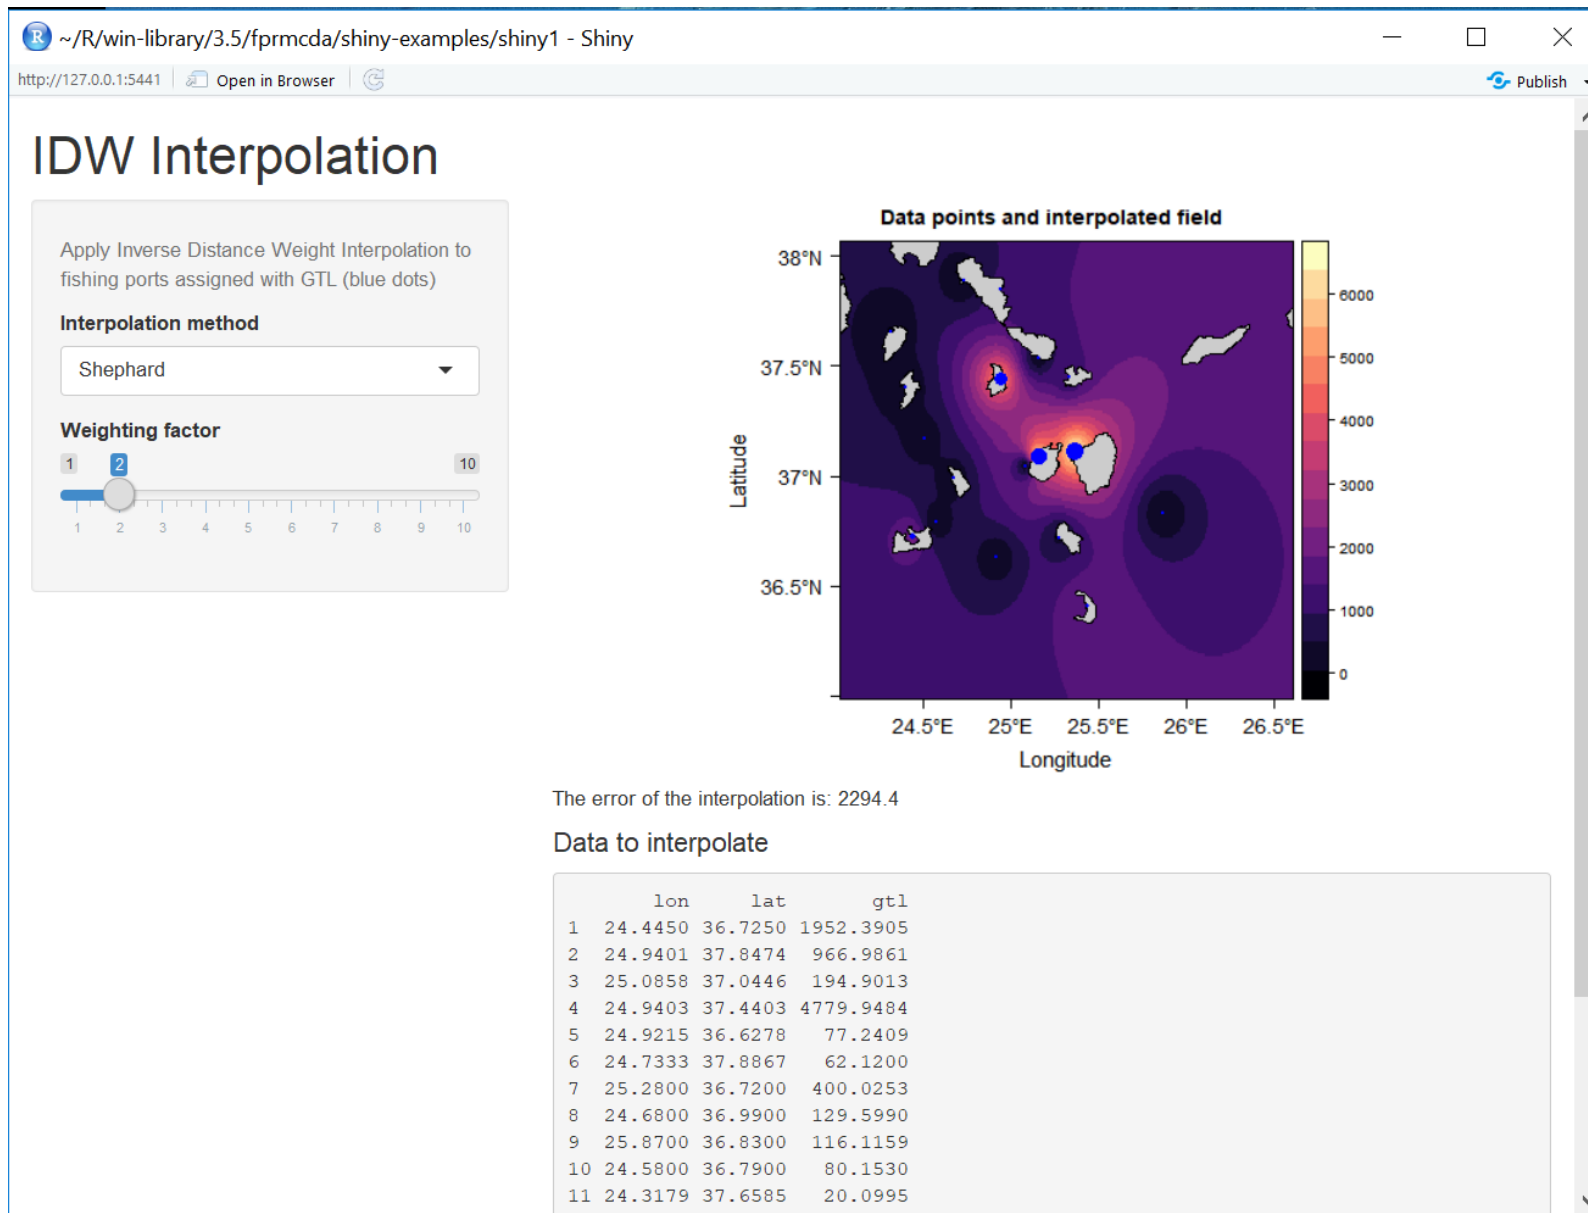 ~/R/win-library/3.5/fprmcda/shiny-examples/shiny1 - Shiny
http://127.0.0.1:5441 Open in Browser Publish
IDW Interpolation
Apply Inverse Distance Weight Interpolation to
fishing ports assigned with GTL (blue dots)
Interpolation method
Shephard
Weighting factor
1 2 10
1 2 3 4 5 6 7 8 9 10
Data points and interpolated field
38°N
37.5°N
37°N
36.5°N
Latitude
24.5°E 25°E 25.5°E 26°E 26.5°E
Longitude
6000
5000
4000
3000
2000
1000
0
The error of the interpolation is: 2294.4
Data to interpolate
lon lat gtl
1 24.4450 36.7250 1952.3905
2 24.9401 37.8474 966.9861
3 25.0858 37.0446 194.9013
4 24.9403 37.4403 4779.9484
5 24.9215 36.6278 77.2409
6 24.7333 37.8867 62.1200
7 25.2800 36.7200 400.0253
8 24.6800 36.9900 129.5990
9 25.8700 36.8300 116.1159
10 24.5800 36.7900 80.1530
11 24.3179 37.6585 20.0995